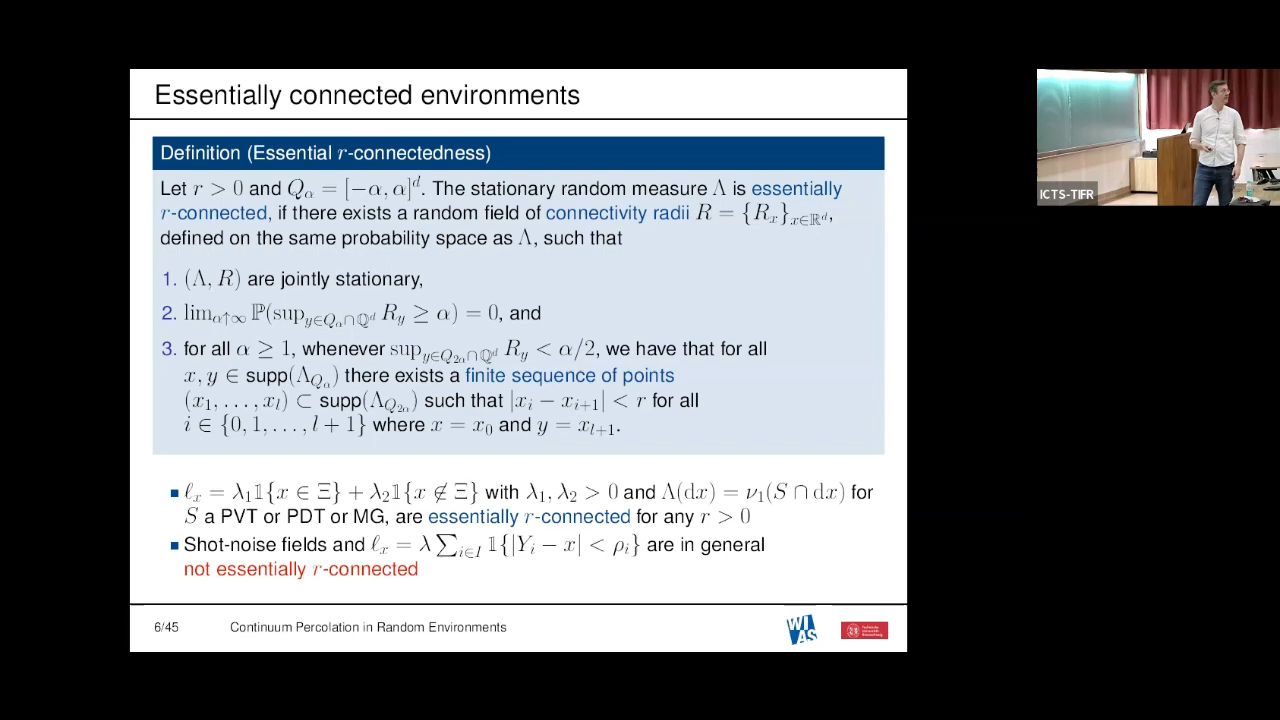 Essentially connected environments
Definition (Essential r-connectedness)
Let r > 0 and Q_α = [−α, α]^d. The stationary random measure Λ is essentially
r-connected, if there exists a random field of connectivity radii R = {R_x}_{x∈ℝ^d},
defined on the same probability space as Λ, such that
1. (Λ, R) are jointly stationary,
2. lim_{α↑∞} ℙ(sup_{y∈Q_α∩ℚ^d} R_y ≥ α) = 0, and
3. for all α ≥ 1, whenever sup_{y∈Q_{2α}∩ℚ^d} R_y < α/2, we have that for all
x, y ∈ supp(Λ_{Q_α}) there exists a finite sequence of points
(x_1, . . . , x_l) ⊂ supp(Λ_{Q_{2α}}) such that |x_i − x_{i+1}| < r for all
i ∈ {0, 1, . . . , l + 1} where x = x_0 and y = x_{l+1}.
■ ℓ_x = λ_1 𝟙{x ∈ Ξ} + λ_2 𝟙{x ∉ Ξ} with λ_1, λ_2 > 0 and Λ(dx) = ν_1(S ∩ dx) for
S a PVT or PDT or MG, are essentially r-connected for any r > 0
■ Shot-noise fields and ℓ_x = λ ∑_{i∈I} 𝟙{|Y_i − x| < ρ_i} are in general
not essentially r-connected
6/45 Continuum Percolation in Random Environments
WIAS
ICTS-TIFR